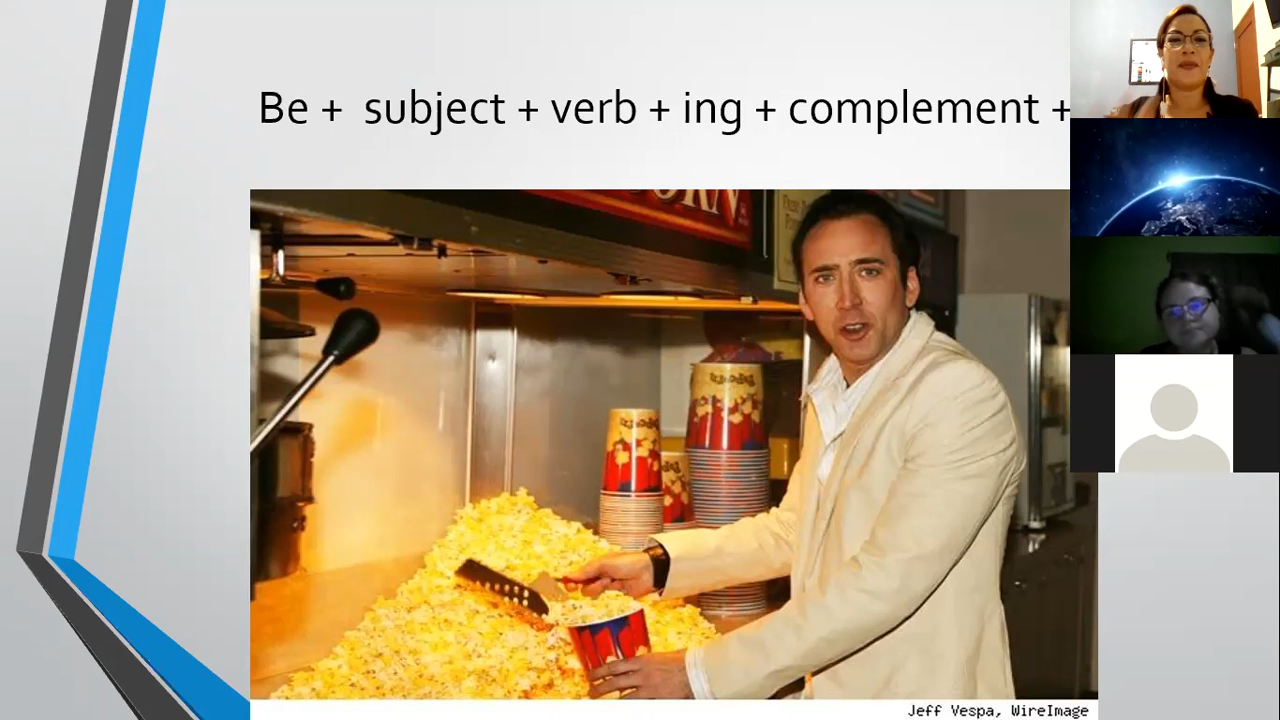 Be + subject + verb + ing + complement +
Jeff Vespa, WireImage